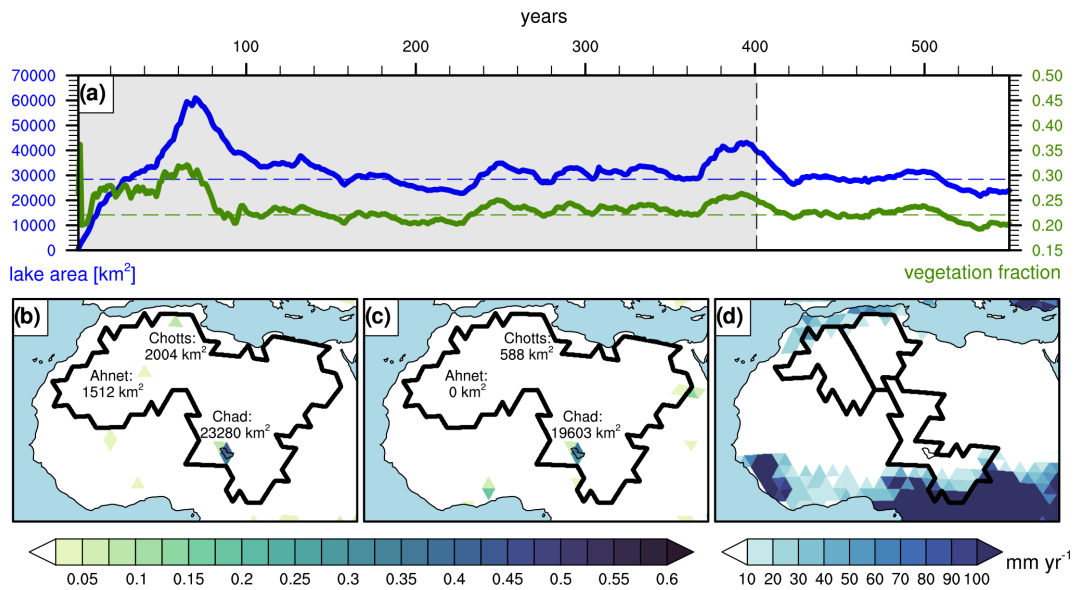 years
100 200 300 400 500
70000 (a) 0.50
60000 0.45
50000 0.40
40000 0.35
30000 0.30
20000 0.25
10000 0.20
0 0.15
lake area [km²] vegetation fraction
(b) (c) (d)
Chotts: Chotts:
2004 km² 588 km²
Ahnet: Ahnet:
1512 km² 0 km²
Chad: Chad:
23280 km² 19603 km²
mm yr⁻¹
0.05 0.1 0.15 0.2 0.25 0.3 0.35 0.4 0.45 0.5 0.55 0.6 10 20 30 40 50 60 70 80 90 100